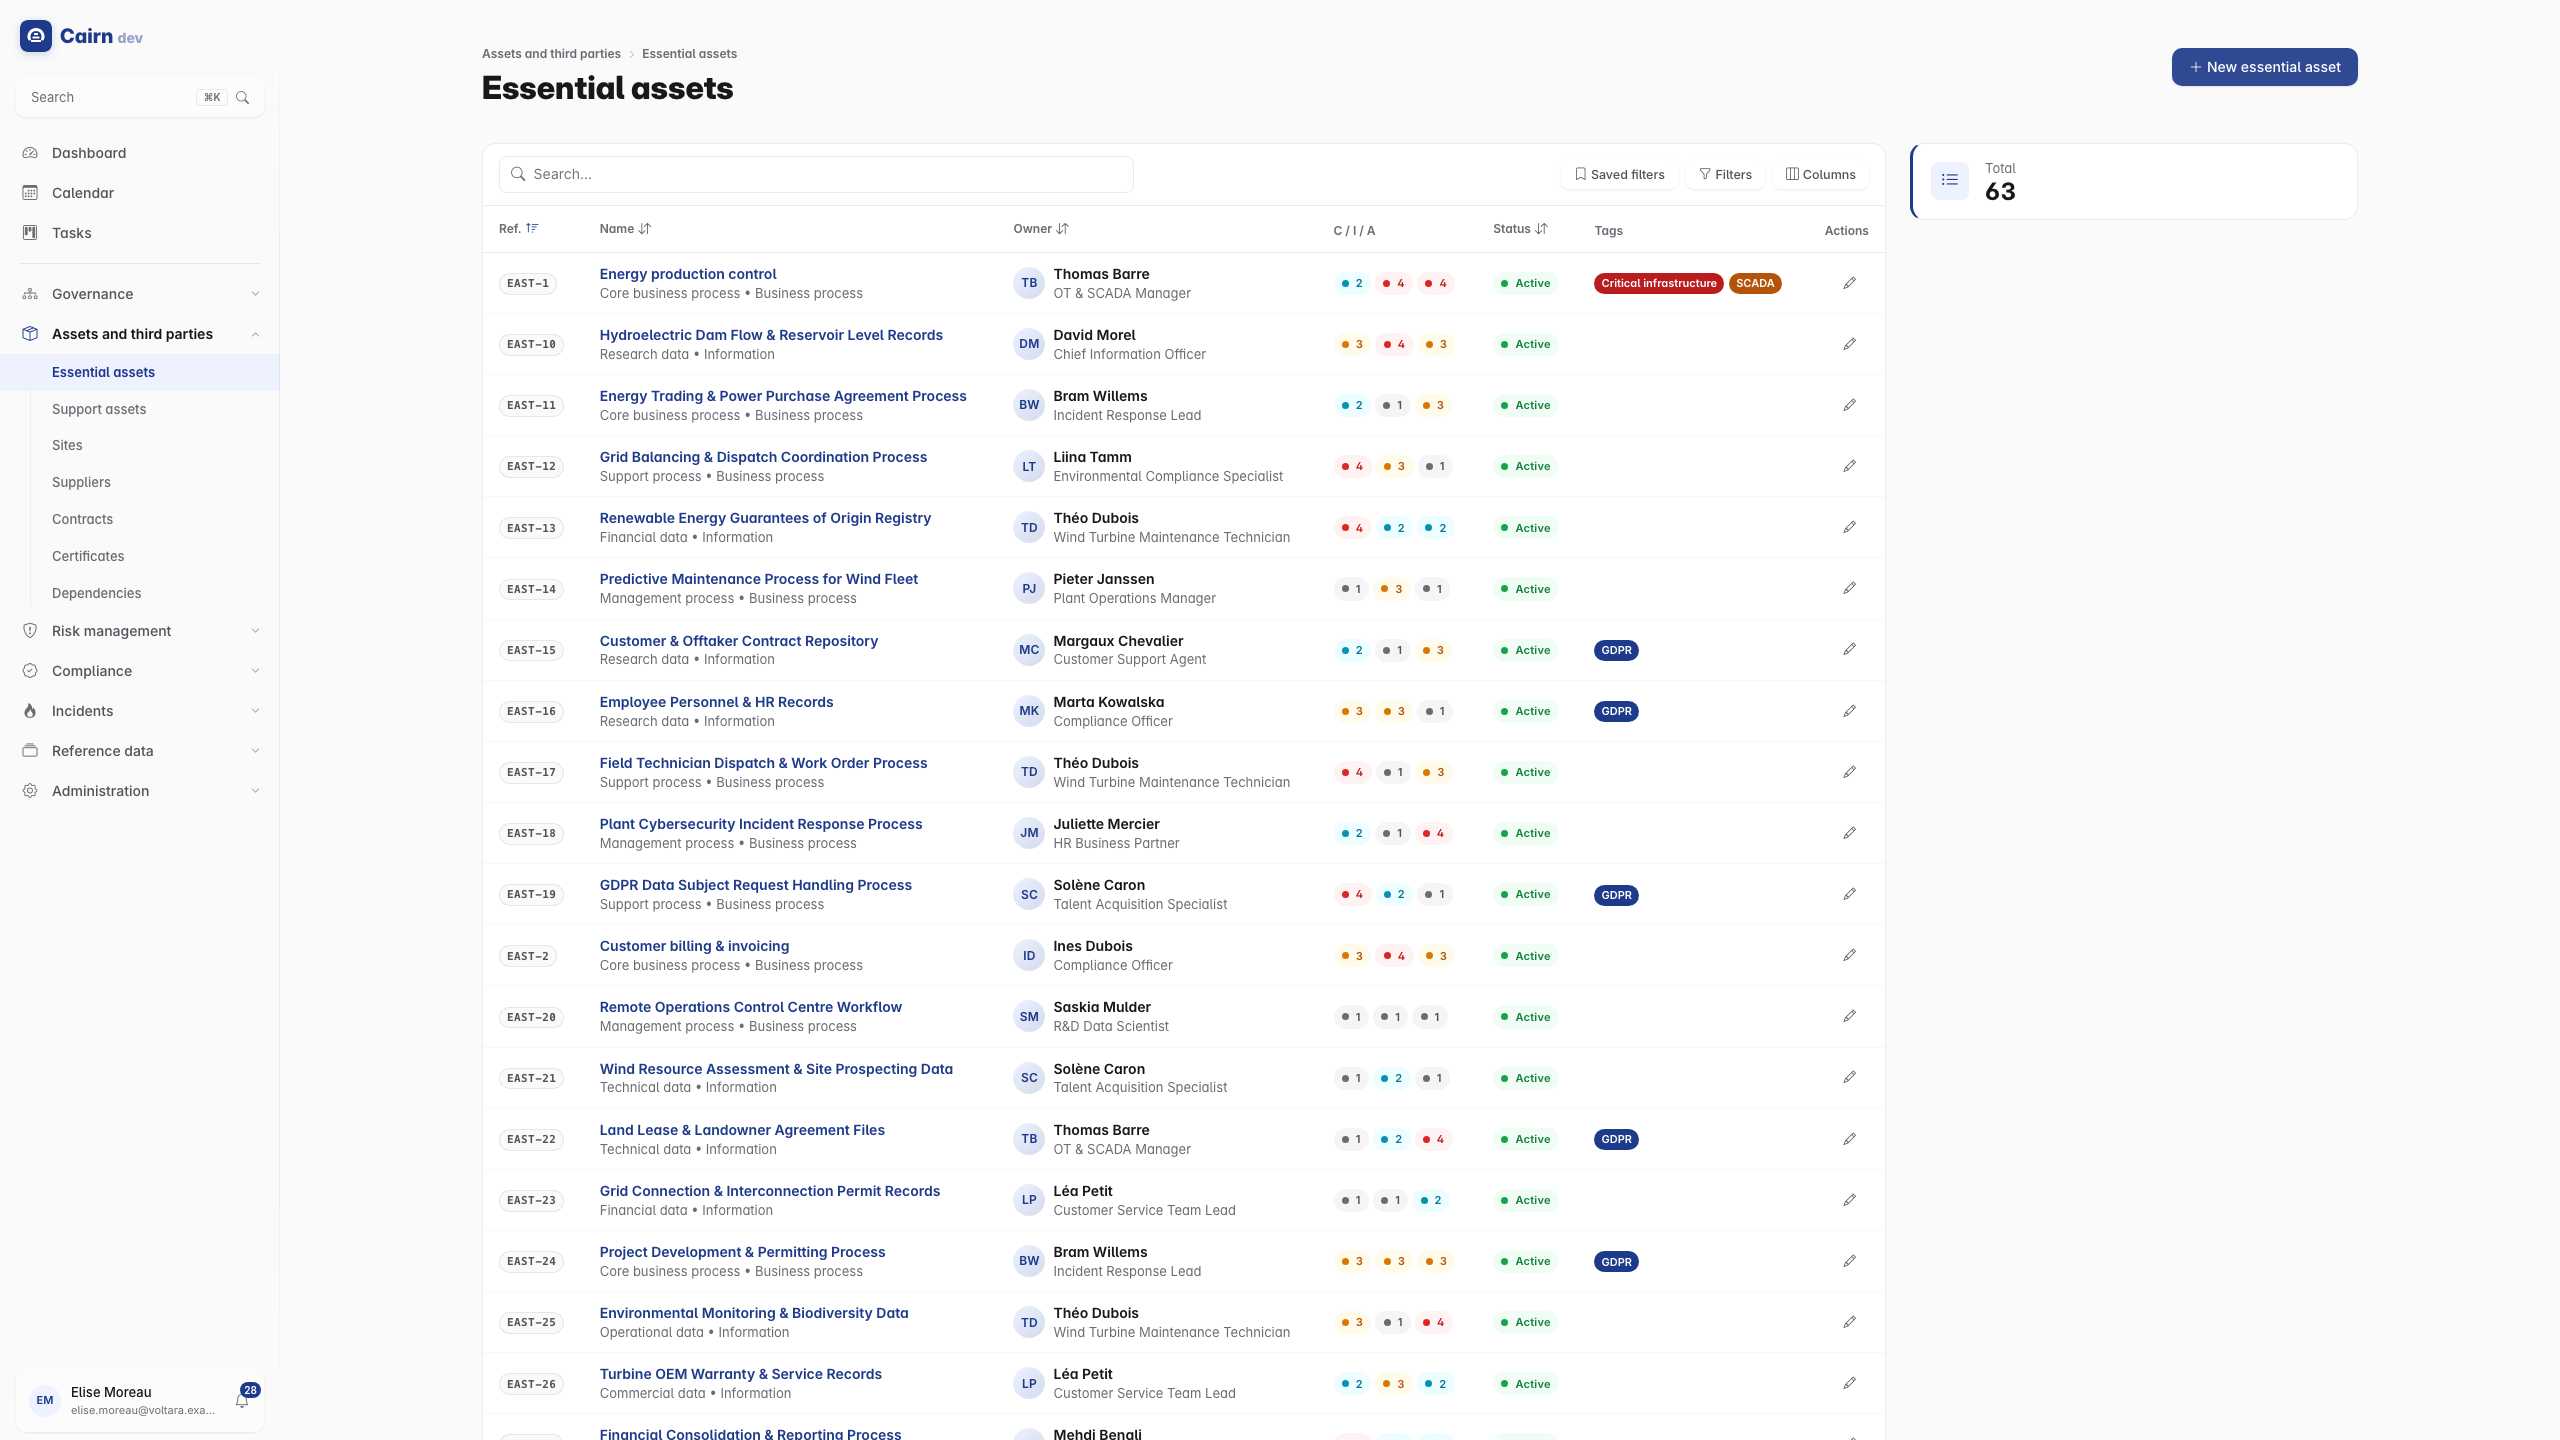 Cairn dev
Search ⌘K
Dashboard
Calendar
Tasks
Governance
Assets and third parties
Essential assets
Support assets
Sites
Suppliers
Contracts
Certificates
Dependencies
Risk management
Compliance
Incidents
Reference data
Administration
EM Elise Moreau 28
elise.moreau@voltara.exa...
Assets and third parties > Essential assets
Essential assets
+ New essential asset
Search...
Saved filters Filters Columns
Total
63
Ref. Name Owner C / I / A Status Tags Actions
EAST-1 Energy production control TB Thomas Barre 2 4 4 Active Critical infrastructure SCADA
Core business process • Business process OT & SCADA Manager
EAST-10 Hydroelectric Dam Flow & Reservoir Level Records DM David Morel 3 4 3 Active
Research data • Information Chief Information Officer
EAST-11 Energy Trading & Power Purchase Agreement Process BW Bram Willems 2 1 3 Active
Core business process • Business process Incident Response Lead
EAST-12 Grid Balancing & Dispatch Coordination Process LT Liina Tamm 4 3 1 Active
Support process • Business process Environmental Compliance Specialist
EAST-13 Renewable Energy Guarantees of Origin Registry TD Théo Dubois 4 2 2 Active
Financial data • Information Wind Turbine Maintenance Technician
EAST-14 Predictive Maintenance Process for Wind Fleet PJ Pieter Janssen 1 3 1 Active
Management process • Business process Plant Operations Manager
EAST-15 Customer & Offtaker Contract Repository MC Margaux Chevalier 2 1 3 Active GDPR
Research data • Information Customer Support Agent
EAST-16 Employee Personnel & HR Records MK Marta Kowalska 3 3 1 Active GDPR
Research data • Information Compliance Officer
EAST-17 Field Technician Dispatch & Work Order Process TD Théo Dubois 4 1 3 Active
Support process • Business process Wind Turbine Maintenance Technician
EAST-18 Plant Cybersecurity Incident Response Process JM Juliette Mercier 2 1 4 Active
Management process • Business process HR Business Partner
EAST-19 GDPR Data Subject Request Handling Process SC Solène Caron 4 2 1 Active GDPR
Support process • Business process Talent Acquisition Specialist
EAST-2 Customer billing & invoicing ID Ines Dubois 3 4 3 Active
Core business process • Business process Compliance Officer
EAST-20 Remote Operations Control Centre Workflow SM Saskia Mulder 1 1 1 Active
Management process • Business process R&D Data Scientist
EAST-21 Wind Resource Assessment & Site Prospecting Data SC Solène Caron 1 2 1 Active
Technical data • Information Talent Acquisition Specialist
EAST-22 Land Lease & Landowner Agreement Files TB Thomas Barre 1 2 4 Active GDPR
Technical data • Information OT & SCADA Manager
EAST-23 Grid Connection & Interconnection Permit Records LP Léa Petit 1 1 2 Active
Financial data • Information Customer Service Team Lead
EAST-24 Project Development & Permitting Process BW Bram Willems 3 3 3 Active GDPR
Core business process • Business process Incident Response Lead
EAST-25 Environmental Monitoring & Biodiversity Data TD Théo Dubois 3 1 4 Active
Operational data • Information Wind Turbine Maintenance Technician
EAST-26 Turbine OEM Warranty & Service Records LP Léa Petit 2 3 2 Active
Commercial data • Information Customer Service Team Lead
Financial Consolidation & Reporting Process Mehdi Benali